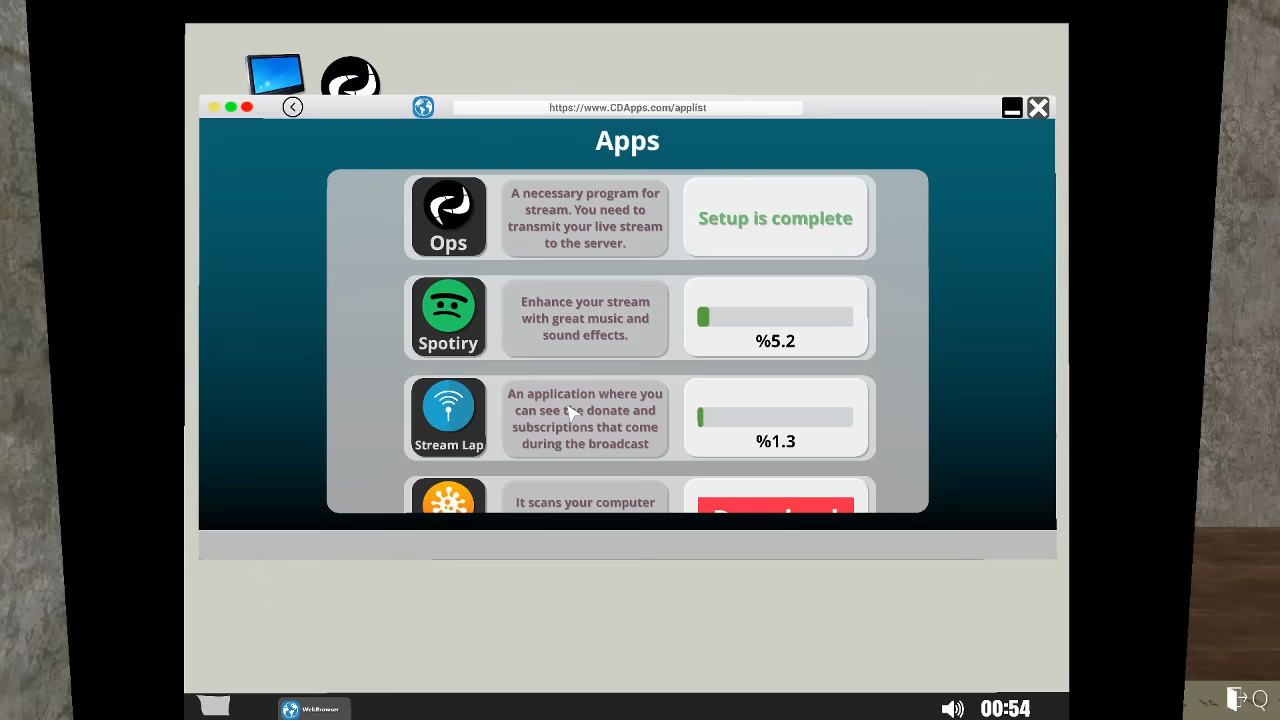 https://www.CDApps.com/applist
Apps
Ops
A necessary program for
stream. You need to
transmit your live stream
to the server.
Setup is complete
Spotiry
Enhance your stream
with great music and
sound effects.
%5.2
Stream Lap
An application where you
can see the donate and
subscriptions that come
during the broadcast
%1.3
It scans your computer
WebBrowser
00:54
Q